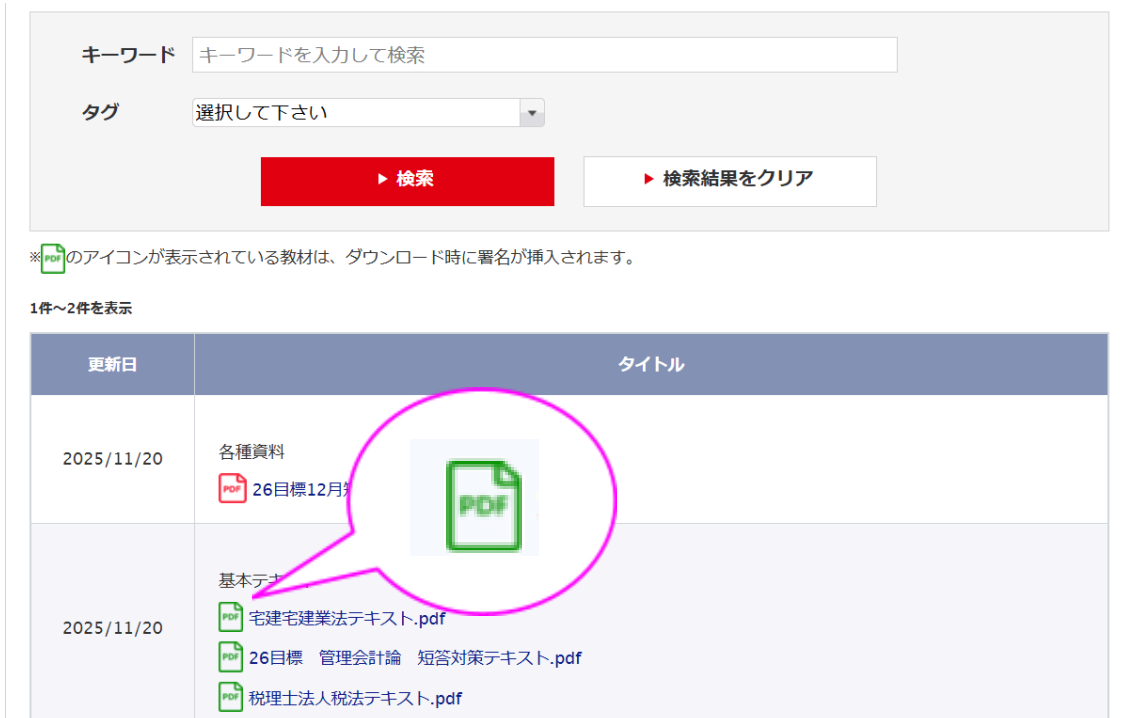 キーワード キーワードを入力して検索
タグ 選択して下さい
検索 検索結果をクリア
※PDFのアイコンが表示されている教材は、ダウンロード時に署名が挿入されます。
1件~2件を表示
更新日 タイトル
2025/11/20
各種資料
PDF 26目標12月
PDF
2025/11/20
基本テキ
PDF 宅建宅建業法テキスト.pdf
PDF 26目標 管理会計論 短答対策テキスト.pdf
PDF 税理士法人税法テキスト.pdf